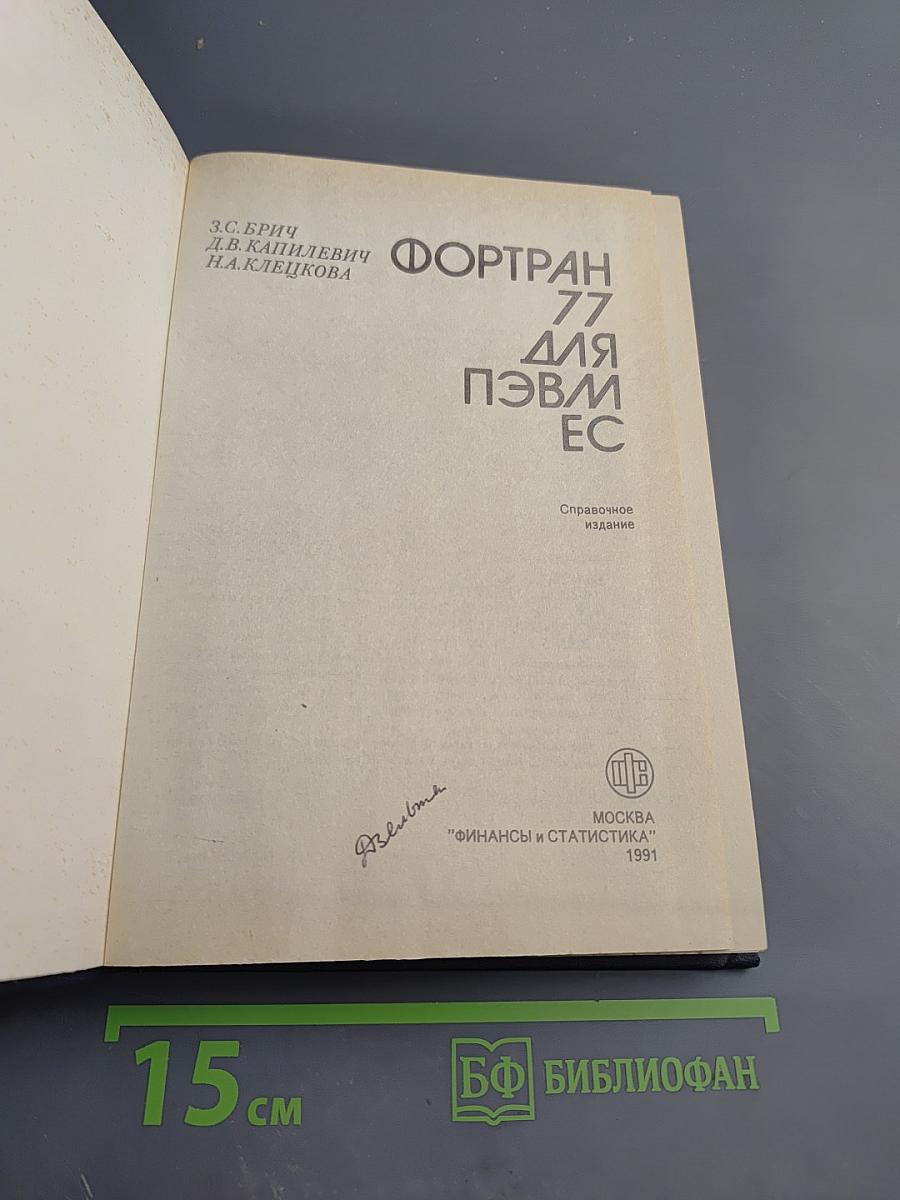 З.С. БРИЧ
Д.В. КАПИЛЕВИЧ
Н.А. КЛЕЦКОВА
ФОРТРАН
77
ДЛЯ
ПЭВМ
ЕС
Справочное
издание
МОСКВА
"ФИНАНСЫ и СТАТИСТИКА"
1991
15 СМ
БФ БИБЛИОФАН